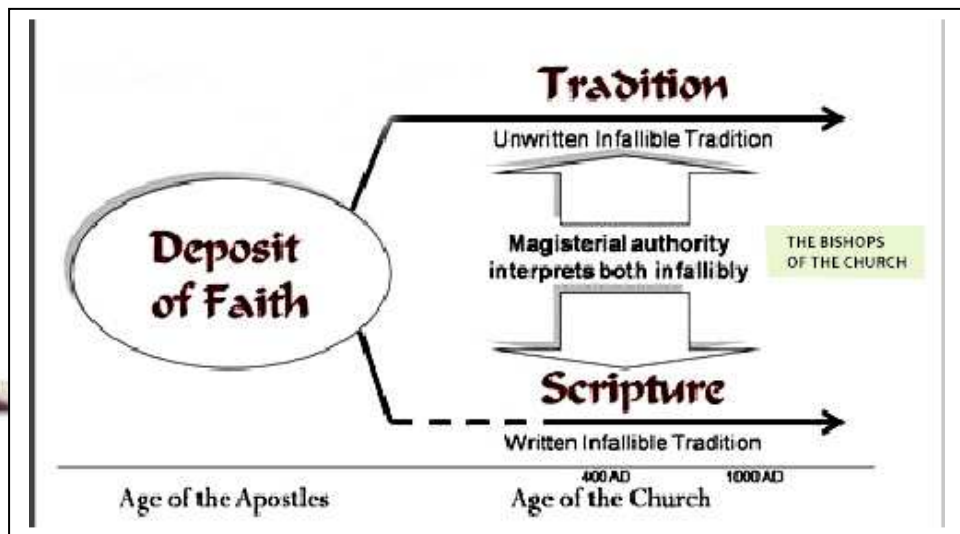 Tradition
Unwritten Infallible Tradition
Deposit
of Faith
Magisterial authority
interprets both infallibly
THE BISHOPS
OF THE CHURCH
Scripture
Written Infallible Tradition
400 AD
1000 AD
Age of the Apostles
Age of the Church